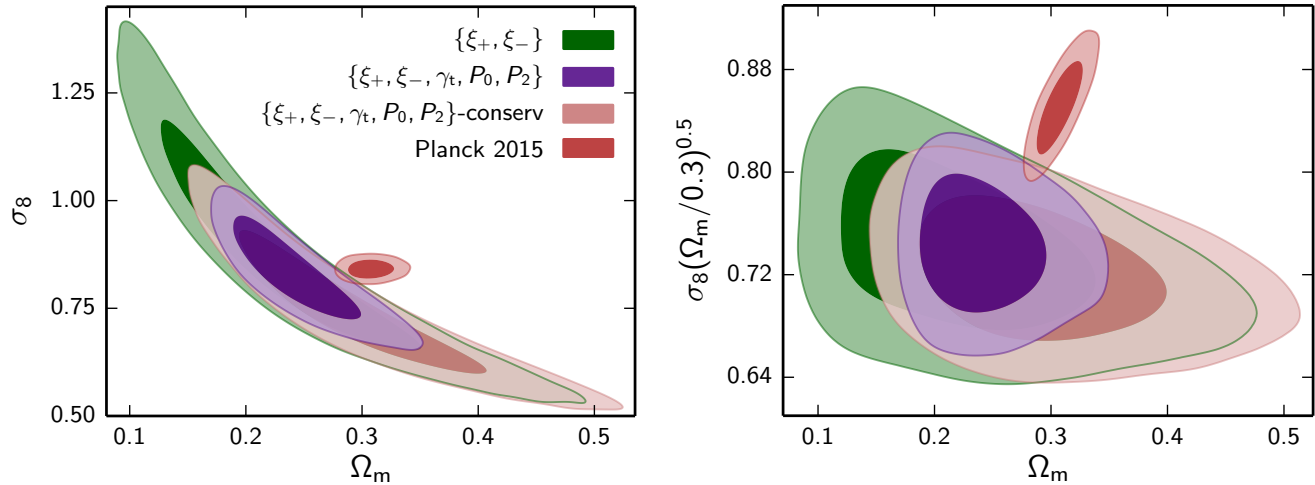 {ξ₊, ξ₋}
{ξ₊, ξ₋, γₜ, P₀, P₂}
{ξ₊, ξ₋, γₜ, P₀, P₂}-conserv
Planck 2015
σ₈
1.25
1.00
0.75
0.50
0.1 0.2 0.3 0.4 0.5
Ωₘ
σ₈(Ωₘ/0.3)⁰·⁵
0.88
0.80
0.72
0.64
0.1 0.2 0.3 0.4 0.5
Ωₘ